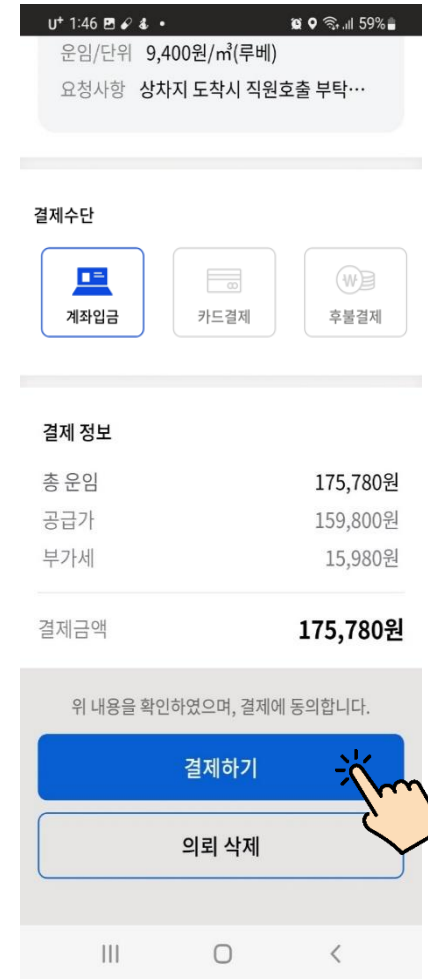 U⁺ 1:46 59%
운임/단위 9,400원/㎥(루베)
요청사항 상차지 도착시 직원호출 부탁…
결제수단
계좌입금 카드결제 후불결제
결제 정보
총 운임 175,780원
공급가 159,800원
부가세 15,980원
결제금액 175,780원
위 내용을 확인하였으며, 결제에 동의합니다.
결제하기
의뢰 삭제